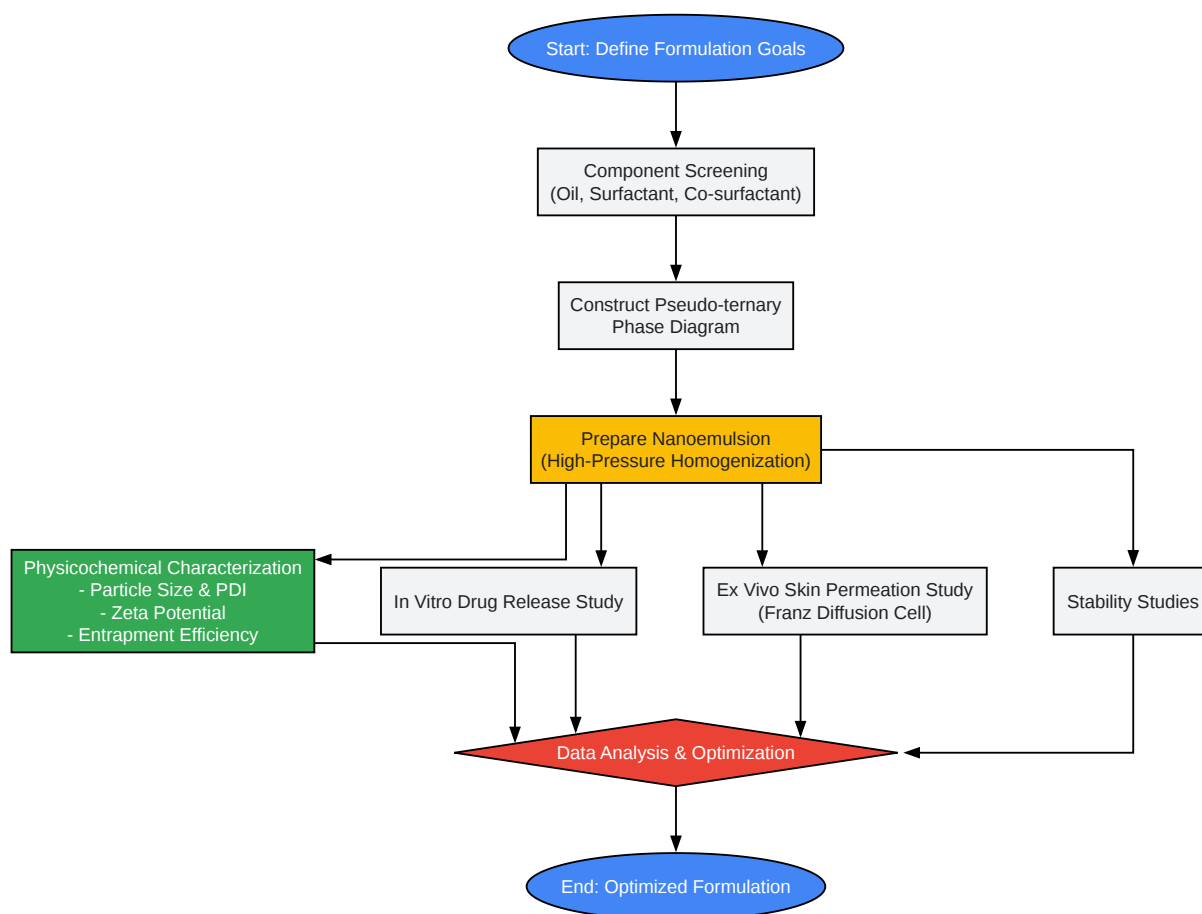 Start: Define Formulation Goals
Component Screening
(Oil, Surfactant, Co-surfactant)
Construct Pseudo-ternary
Phase Diagram
Prepare Nanoemulsion
(High-Pressure Homogenization)
Physicochemical Characterization
- Particle Size & PDI
- Zeta Potential
- Entrapment Efficiency
In Vitro Drug Release Study
Ex Vivo Skin Permeation Study
(Franz Diffusion Cell)
Stability Studies
Data Analysis & Optimization
End: Optimized Formulation